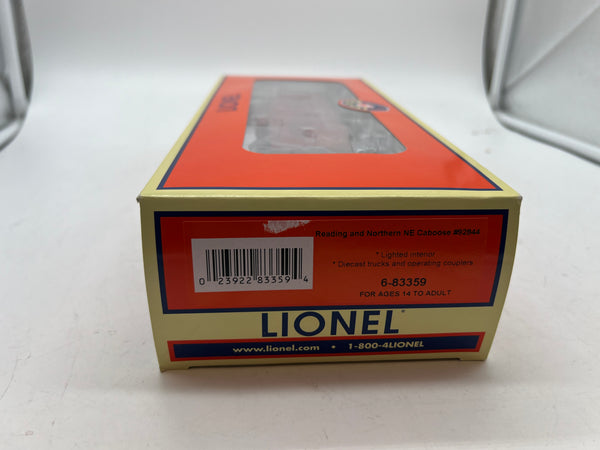 LIONEL
Reading and Northern NE Caboose #92844
* Lighted interior
* Diecast trucks and operating couplers
6-83359
FOR AGES 14 TO ADULT
0 23922 83359 4
LIONEL®
www.lionel.com • 1-800-4LIONEL